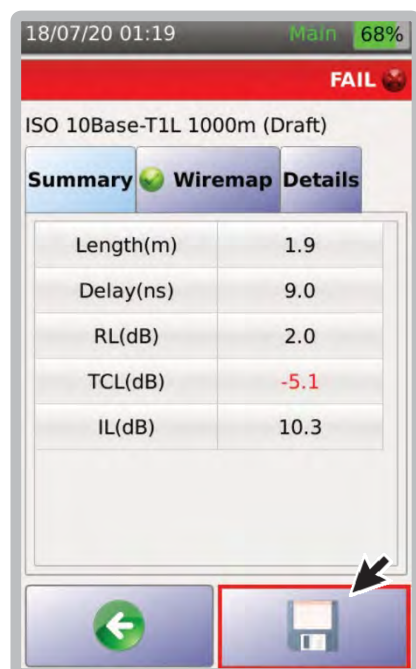 18/07/20 01:19 Main 68%
FAIL
ISO 10Base-T1L 1000m (Draft)
Summary Wiremap Details
Length(m) 1.9
Delay(ns) 9.0
RL(dB) 2.0
TCL(dB) -5.1
IL(dB) 10.3